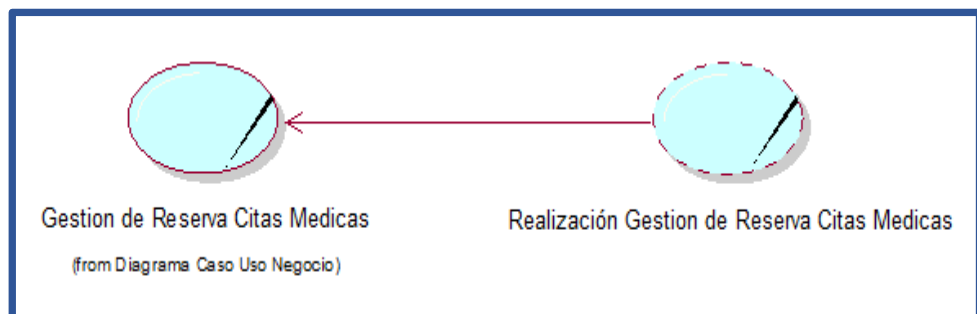 Gestion de Reserva Citas Medicas
Realización Gestion de Reserva Citas Medicas
(from Diagrama Caso Uso Negocio)